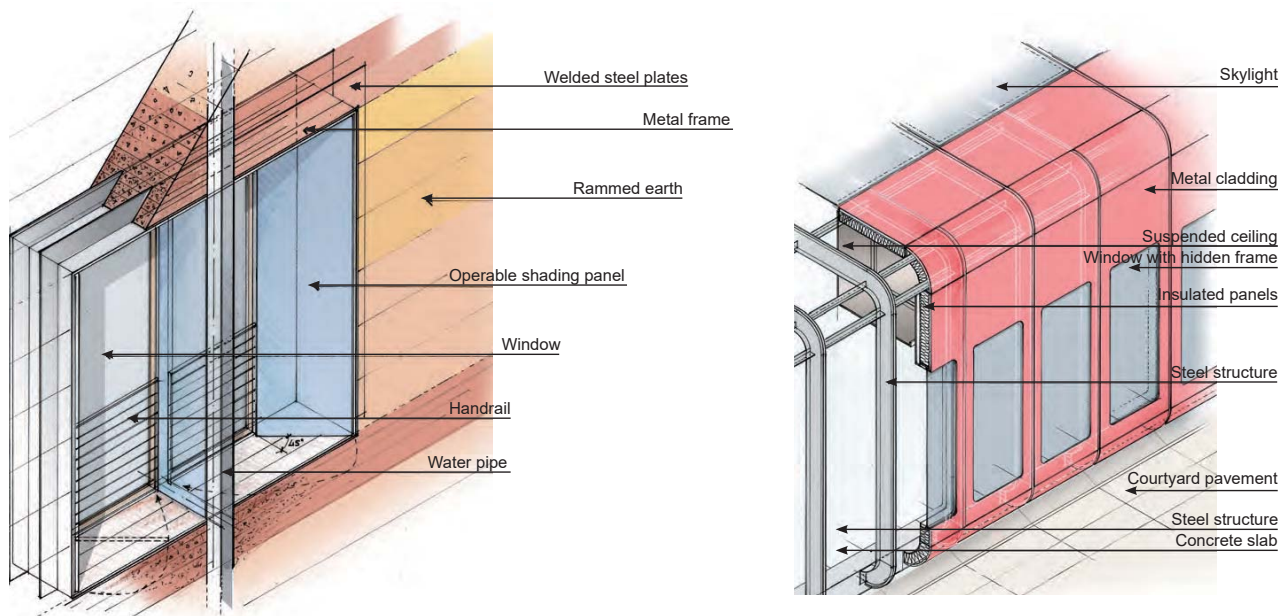 Welded steel plates
Metal frame
Rammed earth
Operable shading panel
Window
Handrail
Water pipe
45°
Skylight
Metal cladding
Suspended ceiling
Window with hidden frame
Insulated panels
Steel structure
Courtyard pavement
Steel structure
Concrete slab